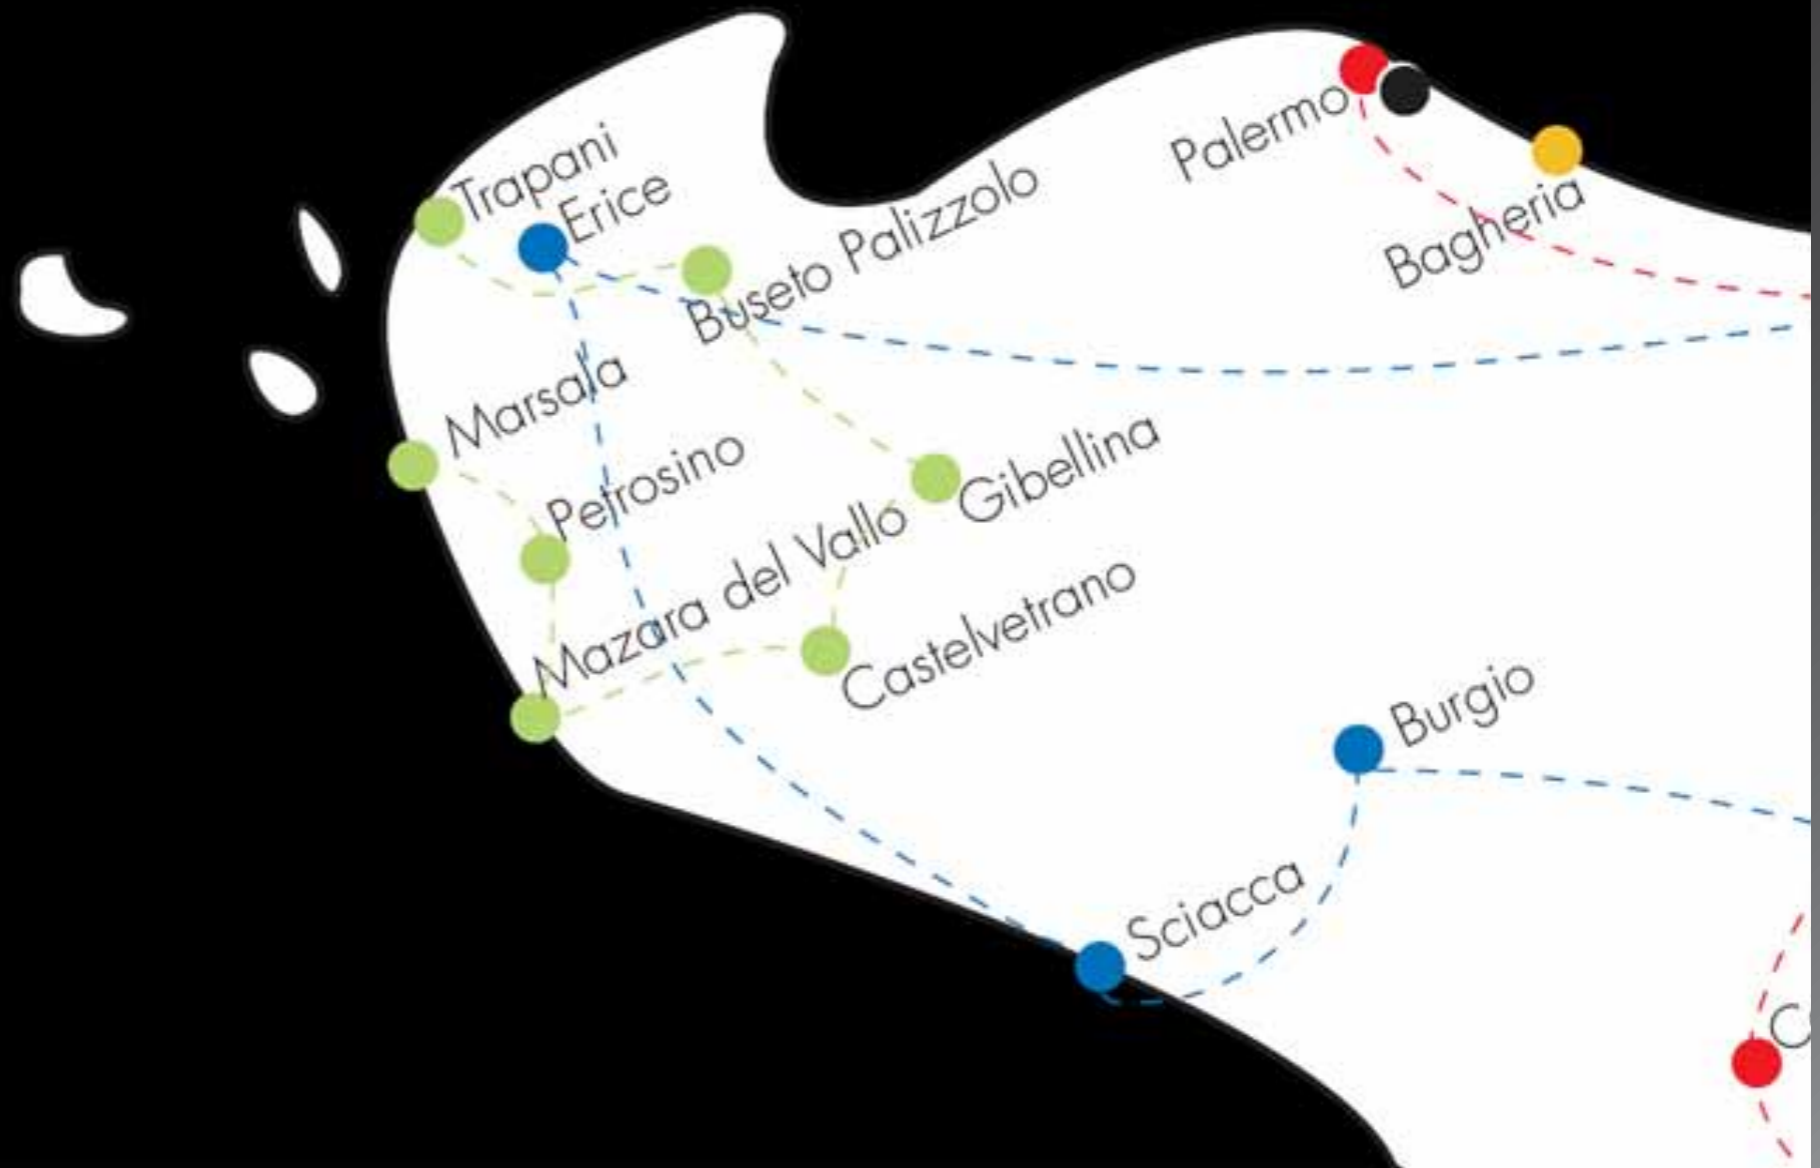 Trapani
Erice
Buseto Palizzolo
Palermo
Bagheria
Marsala
Petrosino
Mazara del Vallo
Gibellina
Castelvetrano
Burgio
Sciacca